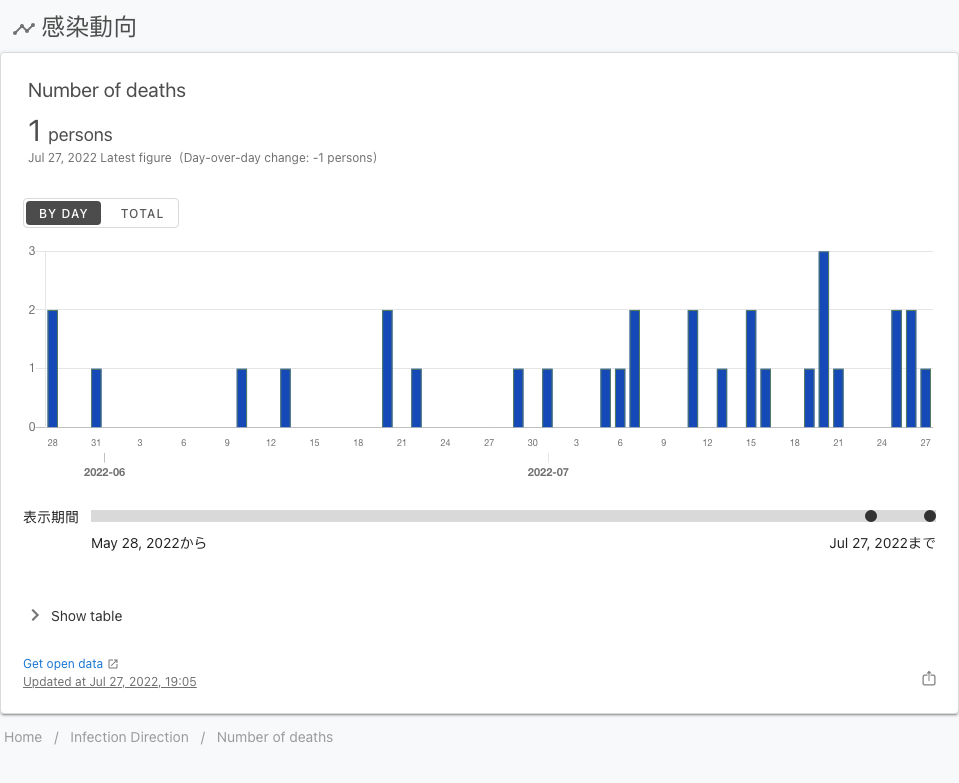 感染動向
Number of deaths
1 persons
Jul 27, 2022 Latest figure（Day-over-day change: -1 persons）
BY DAY TOTAL
3
2
1
0
28 31 3 6 9 12 15 18 21 24 27 30 3 6 9 12 15 18 21 24 27
2022-06 2022-07
表示期間
May 28, 2022から Jul 27, 2022まで
Show table
Get open data
Updated at Jul 27, 2022, 19:05
Home / Infection Direction / Number of deaths